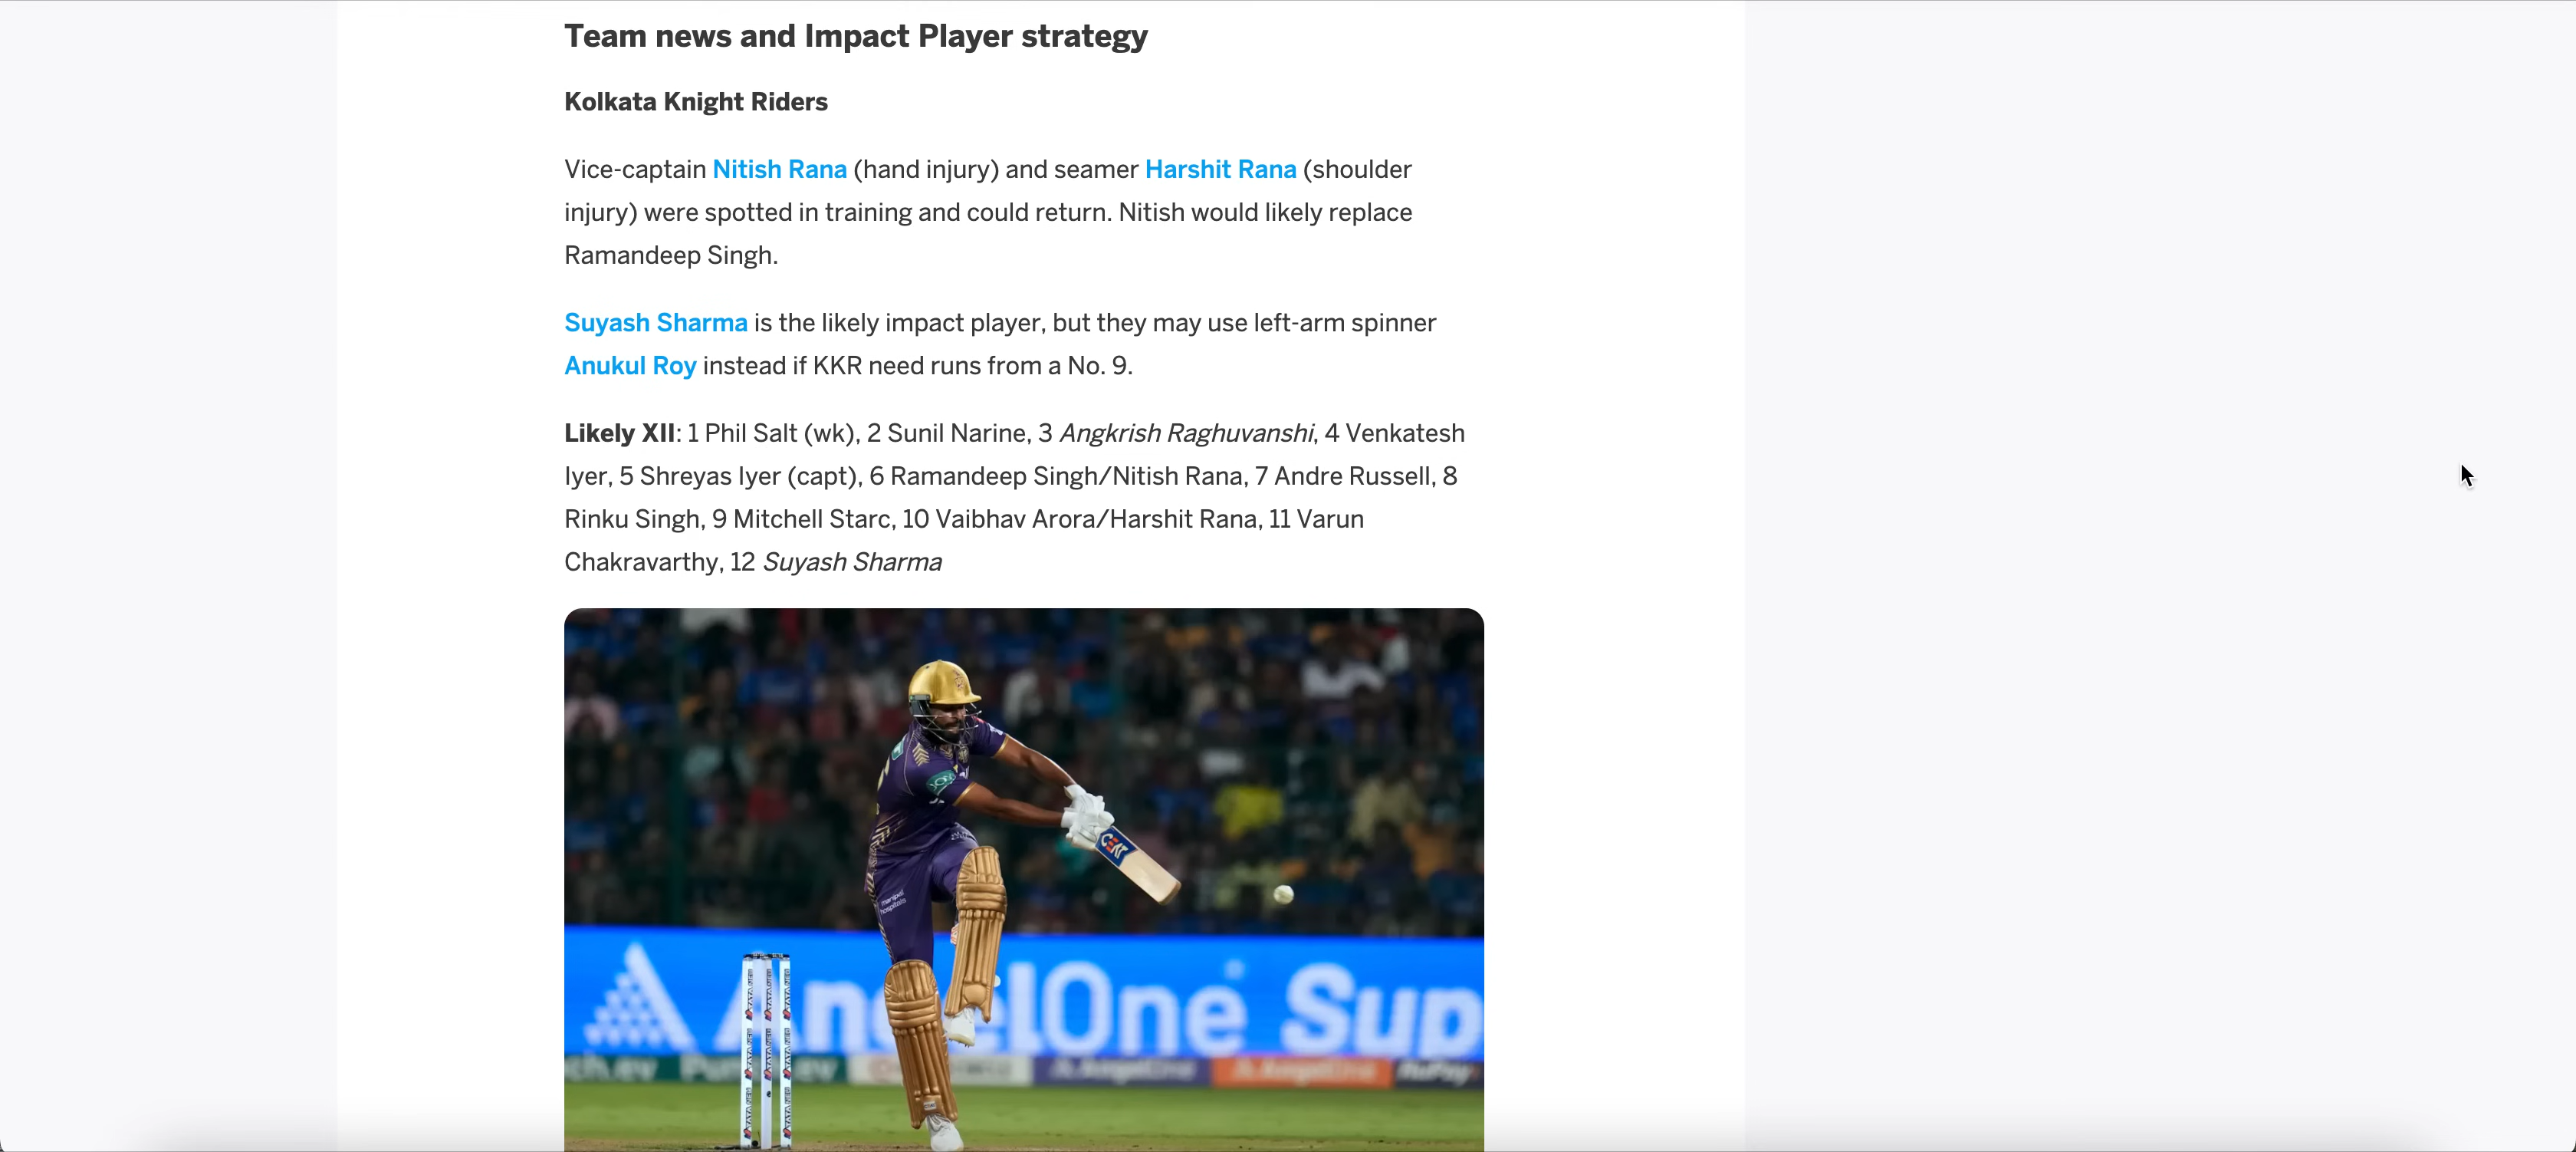 Team news and Impact Player strategy
Kolkata Knight Riders
Vice-captain Nitish Rana (hand injury) and seamer Harshit Rana (shoulder
injury) were spotted in training and could return. Nitish would likely replace
Ramandeep Singh.
Suyash Sharma is the likely impact player, but they may use left-arm spinner
Anukul Roy instead if KKR need runs from a No. 9.
Likely XII: 1 Phil Salt (wk), 2 Sunil Narine, 3 Angkrish Raghuvanshi, 4 Venkatesh
Iyer, 5 Shreyas Iyer (capt), 6 Ramandeep Singh/Nitish Rana, 7 Andre Russell, 8
Rinku Singh, 9 Mitchell Starc, 10 Vaibhav Arora/Harshit Rana, 11 Varun
Chakravarthy, 12 Suyash Sharma
CEAT
manipal
hospitals
AngelOne Sup